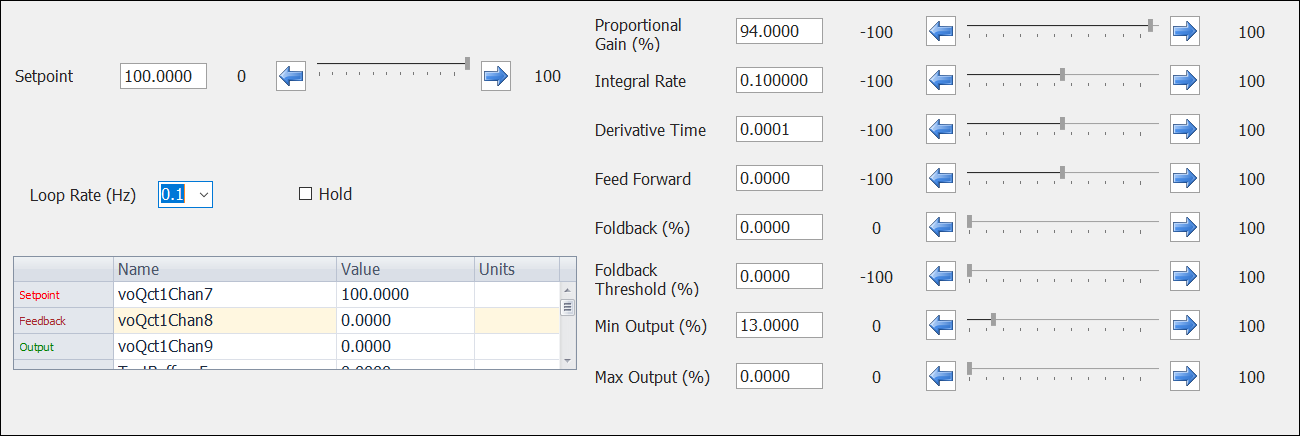 Setpoint 100.0000 0 100
Loop Rate (Hz) 0.1 Hold
Name Value Units
Setpoint voQct1Chan7 100.0000
Feedback voQct1Chan8 0.0000
Output voQct1Chan9 0.0000
Proportional
Gain (%) 94.0000 -100 100
Integral Rate 0.100000 -100 100
Derivative Time 0.0001 -100 100
Feed Forward 0.0000 -100 100
Foldback (%) 0.0000 0 100
Foldback
Threshold (%) 0.0000 -100 100
Min Output (%) 13.0000 0 100
Max Output (%) 0.0000 0 100